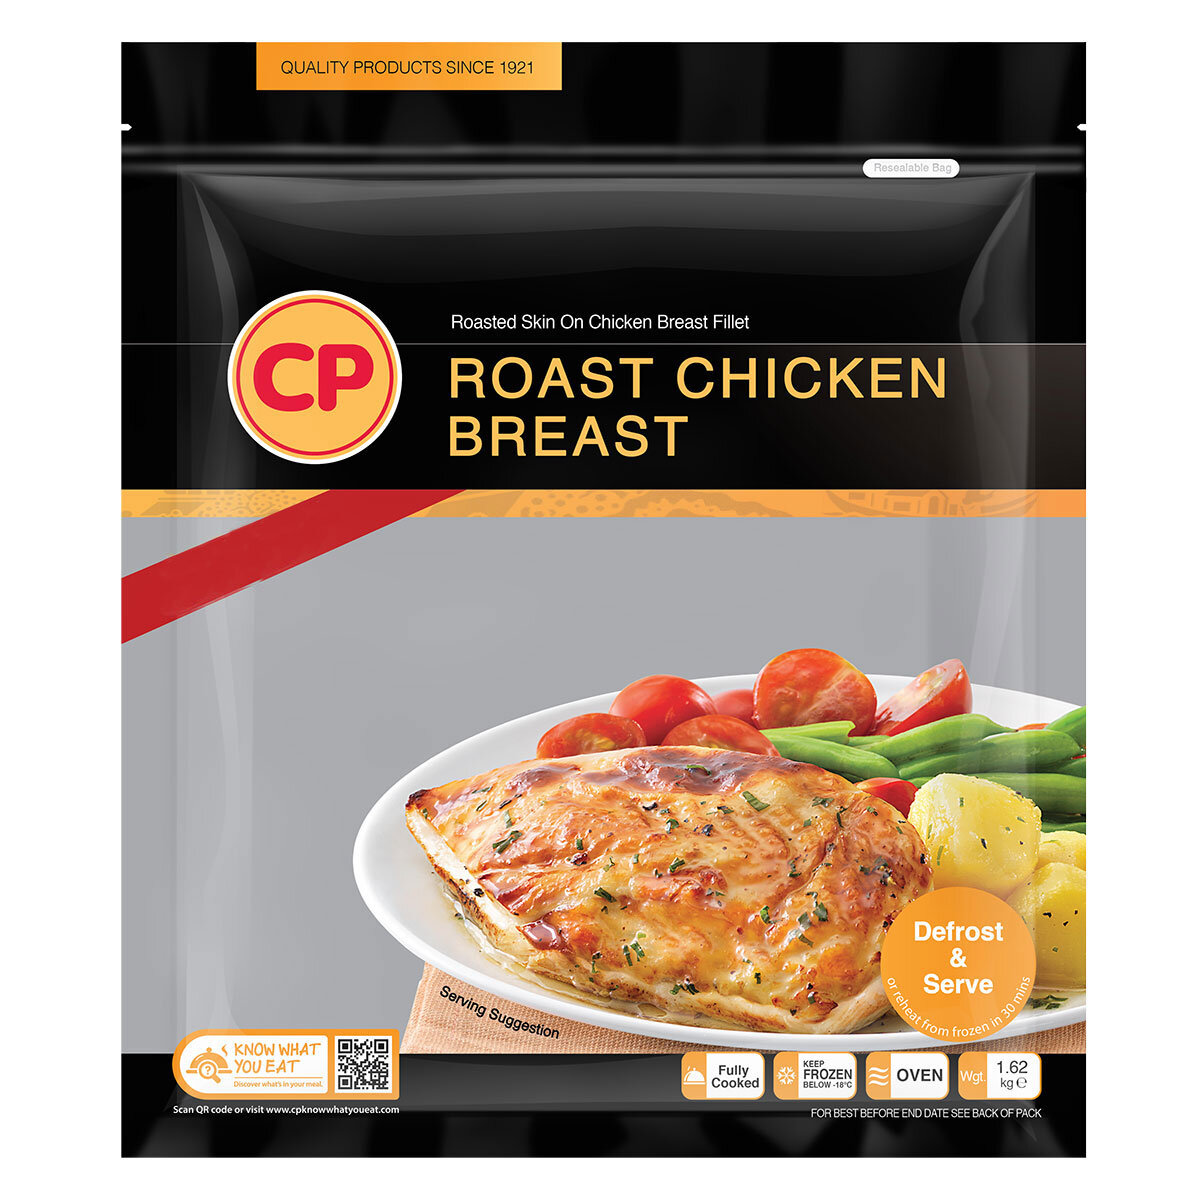 QUALITY PRODUCTS SINCE 1921
Resealable Bag
CP
Roasted Skin On Chicken Breast Fillet
ROAST CHICKEN
BREAST
Defrost
&
Serve
or reheat from frozen in 30 mins
Serving Suggestion
KNOW WHAT
YOU EAT
Discover what's in your meal.
Scan QR code or visit www.cpknowwhatyoueat.com
Fully
Cooked
KEEP
FROZEN
BELOW -18°C
OVEN
Wgt. 1.62
kg ℮
FOR BEST BEFORE END DATE SEE BACK OF PACK